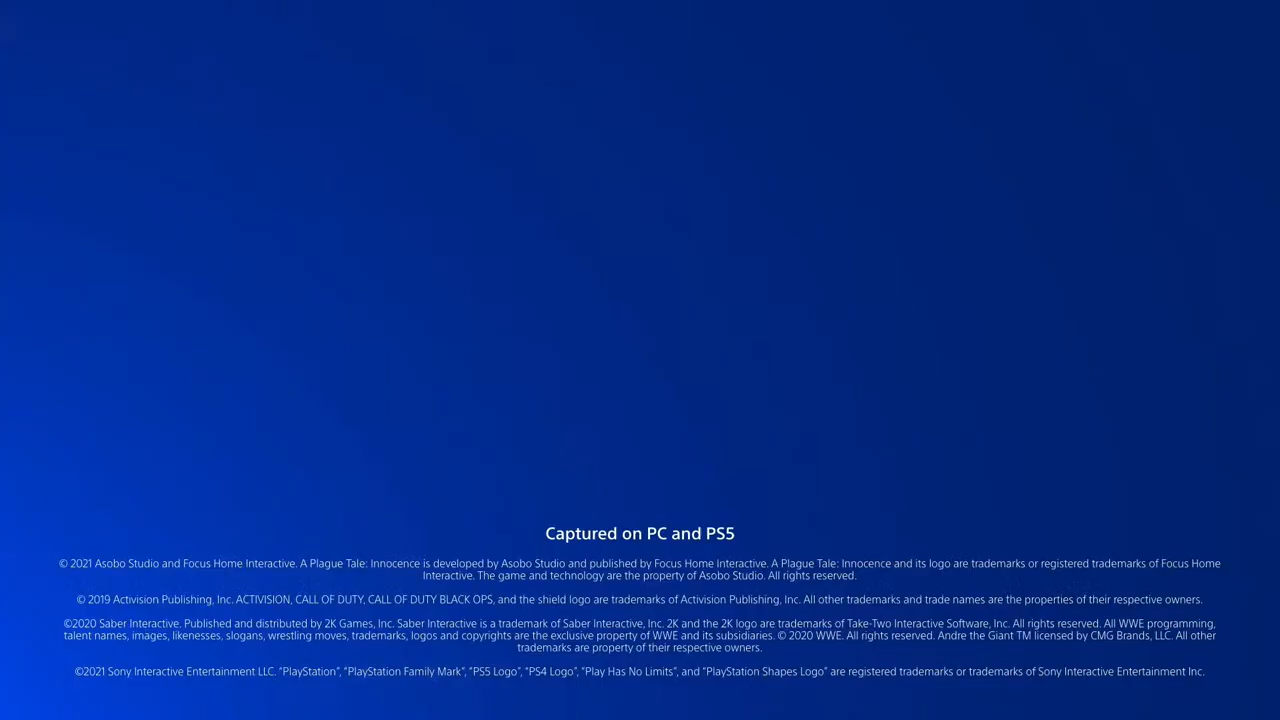 Captured on PC and PS5
© 2021 Asobo Studio and Focus Home Interactive. A Plague Tale: Innocence is developed by Asobo Studio and published by Focus Home Interactive. A Plague Tale: Innocence and its logo are trademarks or registered trademarks of Focus Home
Interactive. The game and technology are the property of Asobo Studio. All rights reserved.
© 2019 Activision Publishing, Inc. ACTIVISION, CALL OF DUTY, CALL OF DUTY BLACK OPS, and the shield logo are trademarks of Activision Publishing, Inc. All other trademarks and trade names are the properties of their respective owners.
©2020 Saber Interactive. Published and distributed by 2K Games, Inc. Saber Interactive is a trademark of Saber Interactive, Inc. 2K and the 2K logo are trademarks of Take-Two Interactive Software, Inc. All rights reserved. All WWE programming,
talent names, images, likenesses, slogans, wrestling moves, trademarks, logos and copyrights are the exclusive property of WWE and its subsidiaries. © 2020 WWE. All rights reserved. Andre the Giant TM licensed by CMG Brands, LLC. All other
trademarks are property of their respective owners.
©2021 Sony Interactive Entertainment LLC. “PlayStation”, “PlayStation Family Mark”, “PS5 Logo”, “PS4 Logo”, “Play Has No Limits”, and “PlayStation Shapes Logo” are registered trademarks or trademarks of Sony Interactive Entertainment Inc.